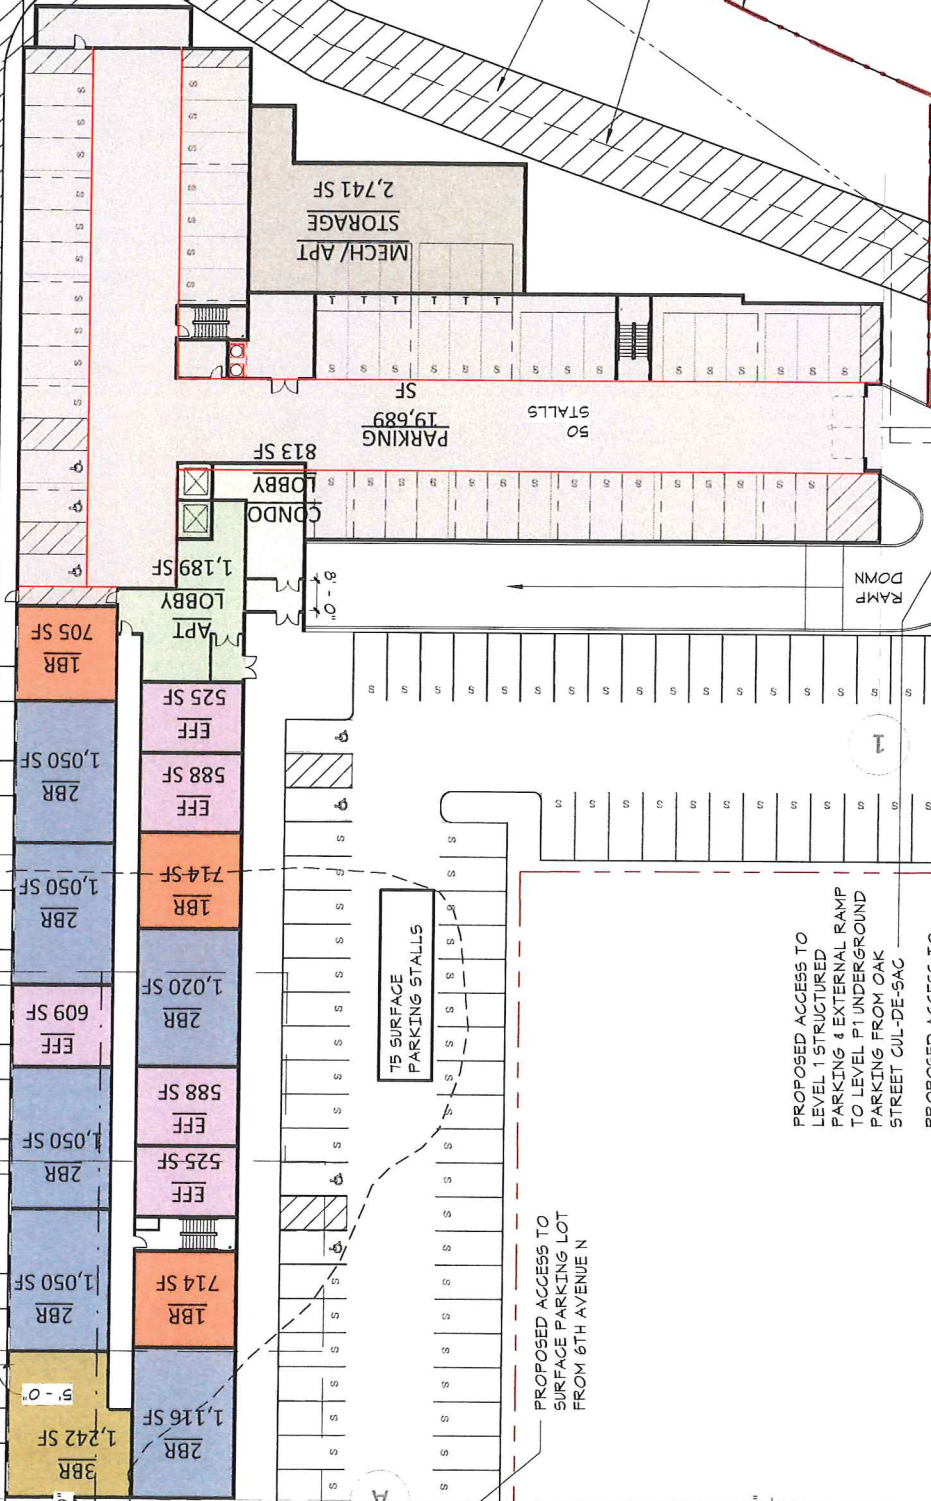 MECH/ APT
STORAGE
2,741 SF
PARKING
19,689
SF
50
STALLS
CONDO
LOBBY
813 SF
APT
LOBBY
1,189 SF
8' - 0"
RAMP
DOWN
1BR
705 SF
EFF
525 SF
2BR
1,050 SF
EFF
588 SF
1
2BR
1,050 SF
1BR
714 SF
75 SURFACE
PARKING STALLS
EFF
609 SF
2BR
1,020 SF
2BR
1,050 SF
EFF
588 SF
EFF
525 SF
2BR
1,050 SF
1BR
714 SF
5' - 0"
3BR
1,242 SF
2BR
1,116 SF
A
PROPOSED ACCESS TO
SURFACE PARKING LOT
FROM 6TH AVENUE N
PROPOSED ACCESS TO
LEVEL 1 STRUCTURED
PARKING & EXTERNAL RAMP
TO LEVEL P1 UNDERGROUND
PARKING FROM OAK
STREET CUL-DE-SAC